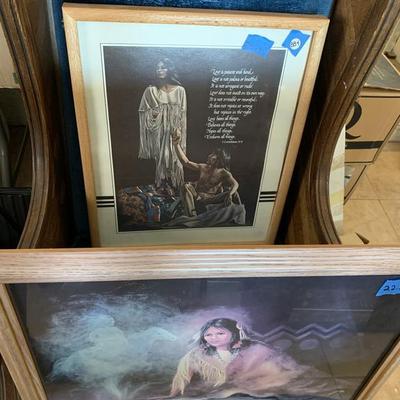 Love is patient and kind,
Love is not jealous or boastful;
It is not arrogant or rude
Love does not insist on its own way;
It is not irritable or resentful;
It does not rejoice at wrong
but rejoices in the right
Love bears all things,
Believes all things,
Hopes all things,
Endures all things.
I Corinthians
22